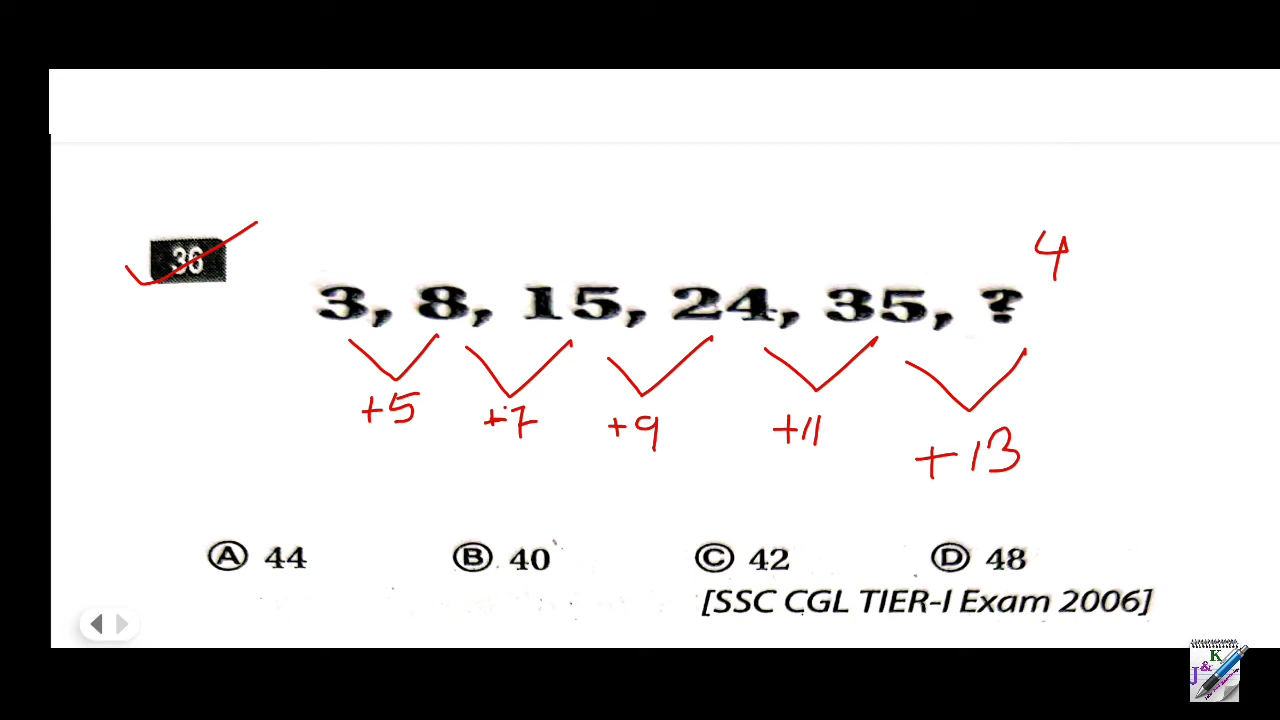 36
4
3, 8, 15, 24, 35, ?
+5 +7 +9 +11 +13
Ⓐ 44 Ⓑ 40 Ⓒ 42 Ⓓ 48
[SSC CGL TIER-I Exam 2006]
J & K